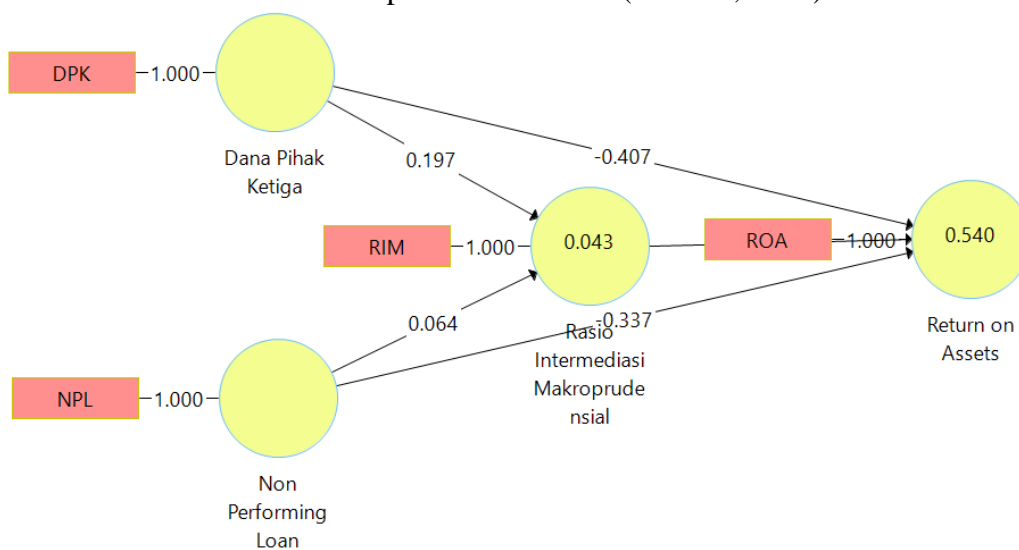 DPK
1.000
Dana Pihak
Ketiga
0.197
-0.407
RIM
1.000
0.043
ROA
1.000
0.540
Return on
Assets
0.064
-0.337
Rasio
Intermediasi
Makroprude
nsial
NPL
1.000
Non
Performing
Loan